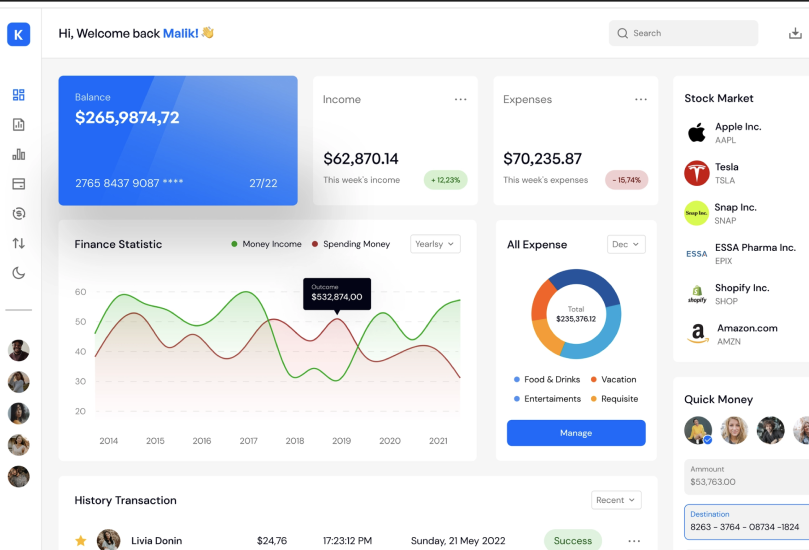 K
Hi, Welcome back Malik! 👋
Search
Balance
$265,9874,72
2765 8437 9087 ****
27/22
Income
...
$62,870.14
This week's income
+ 12,23%
Expenses
...
$70,235.87
This week's expenses
- 15,74%
Stock Market
Apple Inc.
AAPL
Tesla
TSLA
Snap Inc.
Snap Inc.
SNAP
ESSA
ESSA Pharma Inc.
EPIX
shopify
Shopify Inc.
SHOP
a
Amazon.com
AMZN
Finance Statistic
Money Income
Spending Money
Yearlsy
60
50
40
30
20
Outcome
$532,874,00
2014 2015 2016 2017 2018 2019 2020 2021
All Expense
Dec
Total
$235,376.12
Food & Drinks
Vacation
Entertaiments
Requisite
Manage
Quick Money
Ammount
$53,763.00
Destination
8263 - 3764 - 08734 -1824
History Transaction
Recent
Livia Donin
$24,76
17:23:12 PM
Sunday, 21 Mey 2022
Success
...